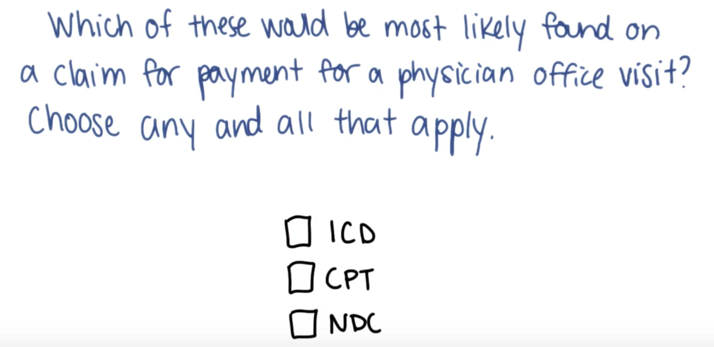 Which of these would be most likely found on
a claim for payment for a physician office visit?
Choose any and all that apply.
ICD
CPT
NDC